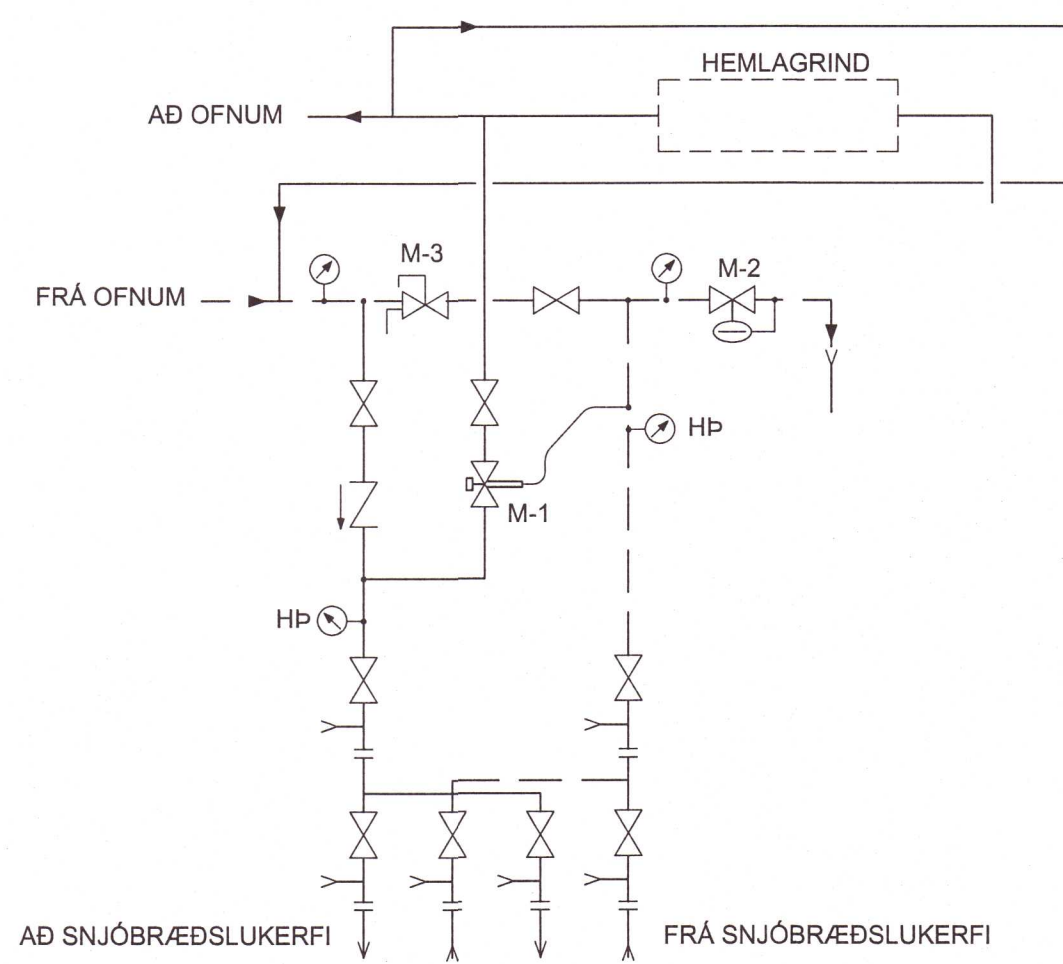 HEMLAGRIND
AÐ OFNUM
M-3
M-2
FRÁ OFNUM
HÞ
M-1
HÞ
AÐ SNJÓBRÆÐSLUKERFI
FRÁ SNJÓBRÆÐSLUKERFI